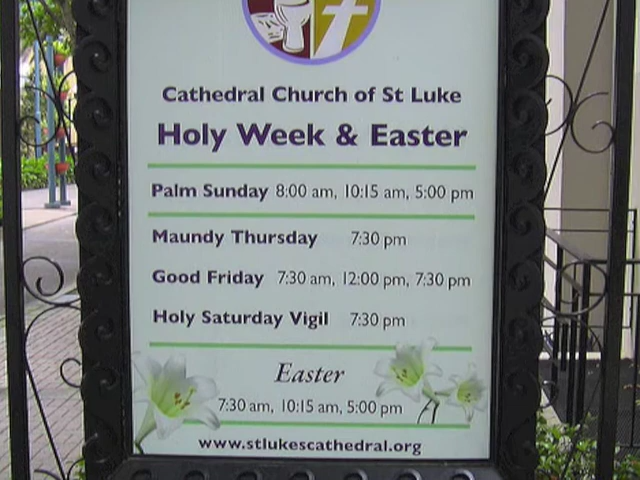 Cathedral Church of St Luke
Holy Week & Easter
Palm Sunday 8:00 am, 10:15 am, 5:00 pm
Maundy Thursday 7:30 pm
Good Friday 7:30 am, 12:00 pm, 7:30 pm
Holy Saturday Vigil 7:30 pm
Easter
7:30 am, 10:15 am, 5:00 pm
www.stlukescathedral.org